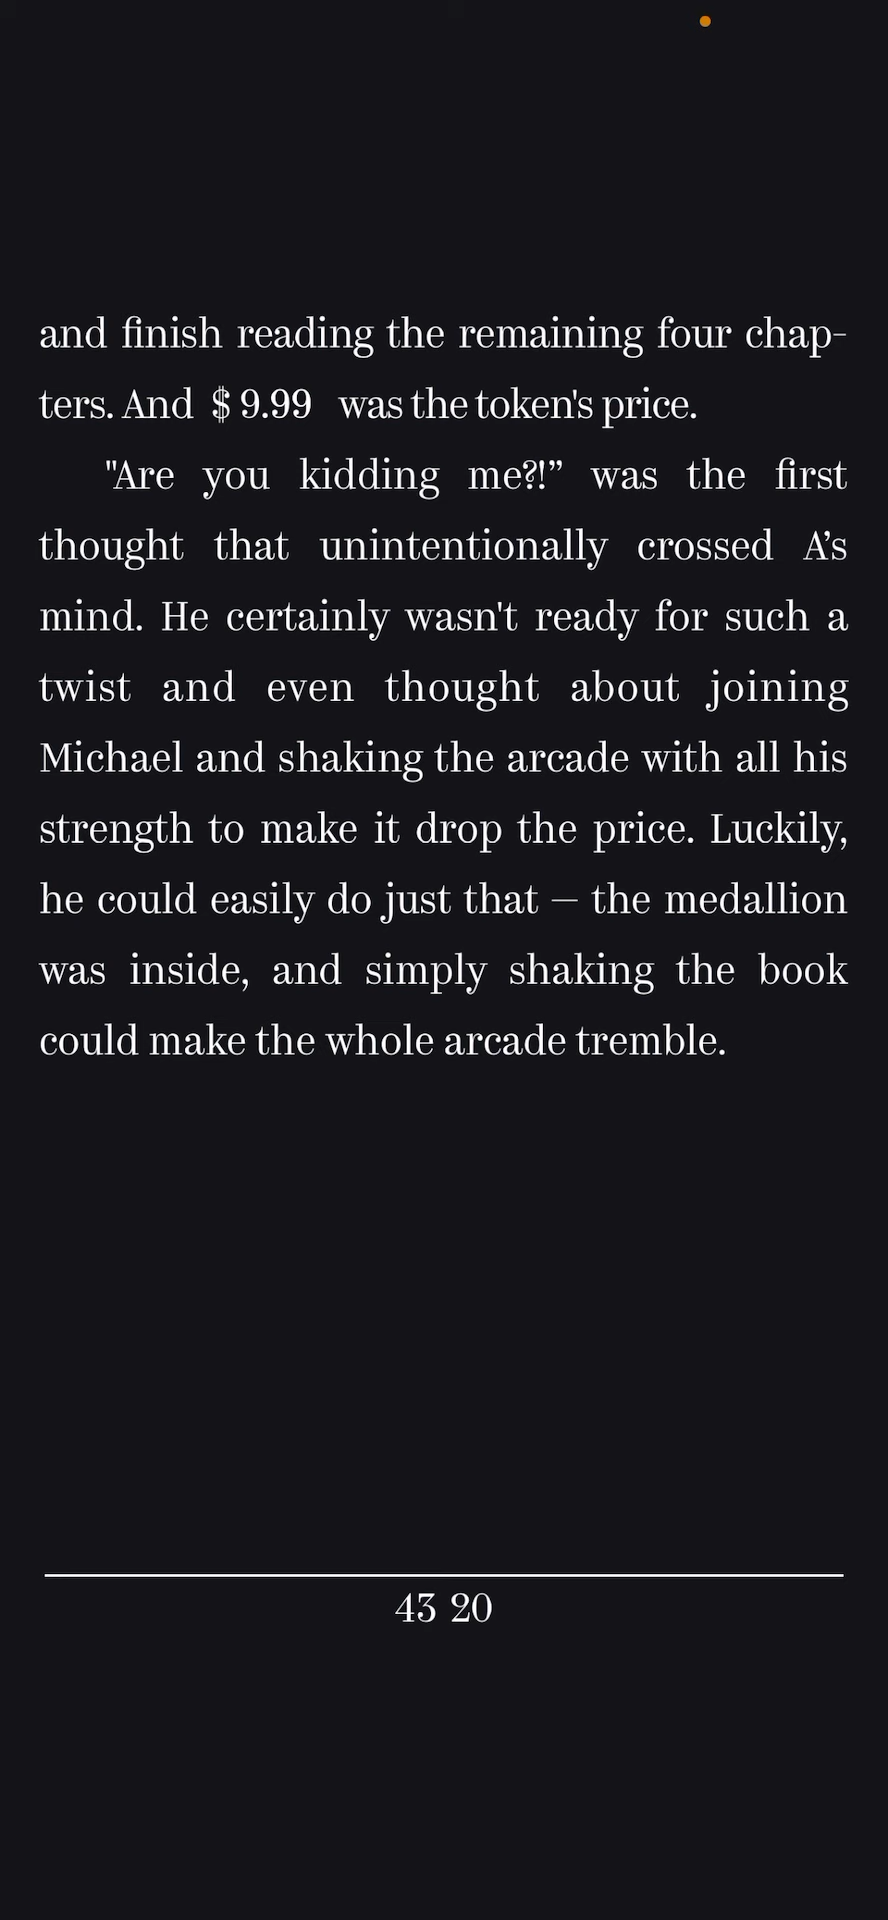 and finish reading the remaining four chap-
ters. And $ 9.99 was the token's price.
"Are you kidding me?!” was the first
thought that unintentionally crossed A’s
mind. He certainly wasn't ready for such a
twist and even thought about joining
Michael and shaking the arcade with all his
strength to make it drop the price. Luckily,
he could easily do just that – the medallion
was inside, and simply shaking the book
could make the whole arcade tremble.
43 20